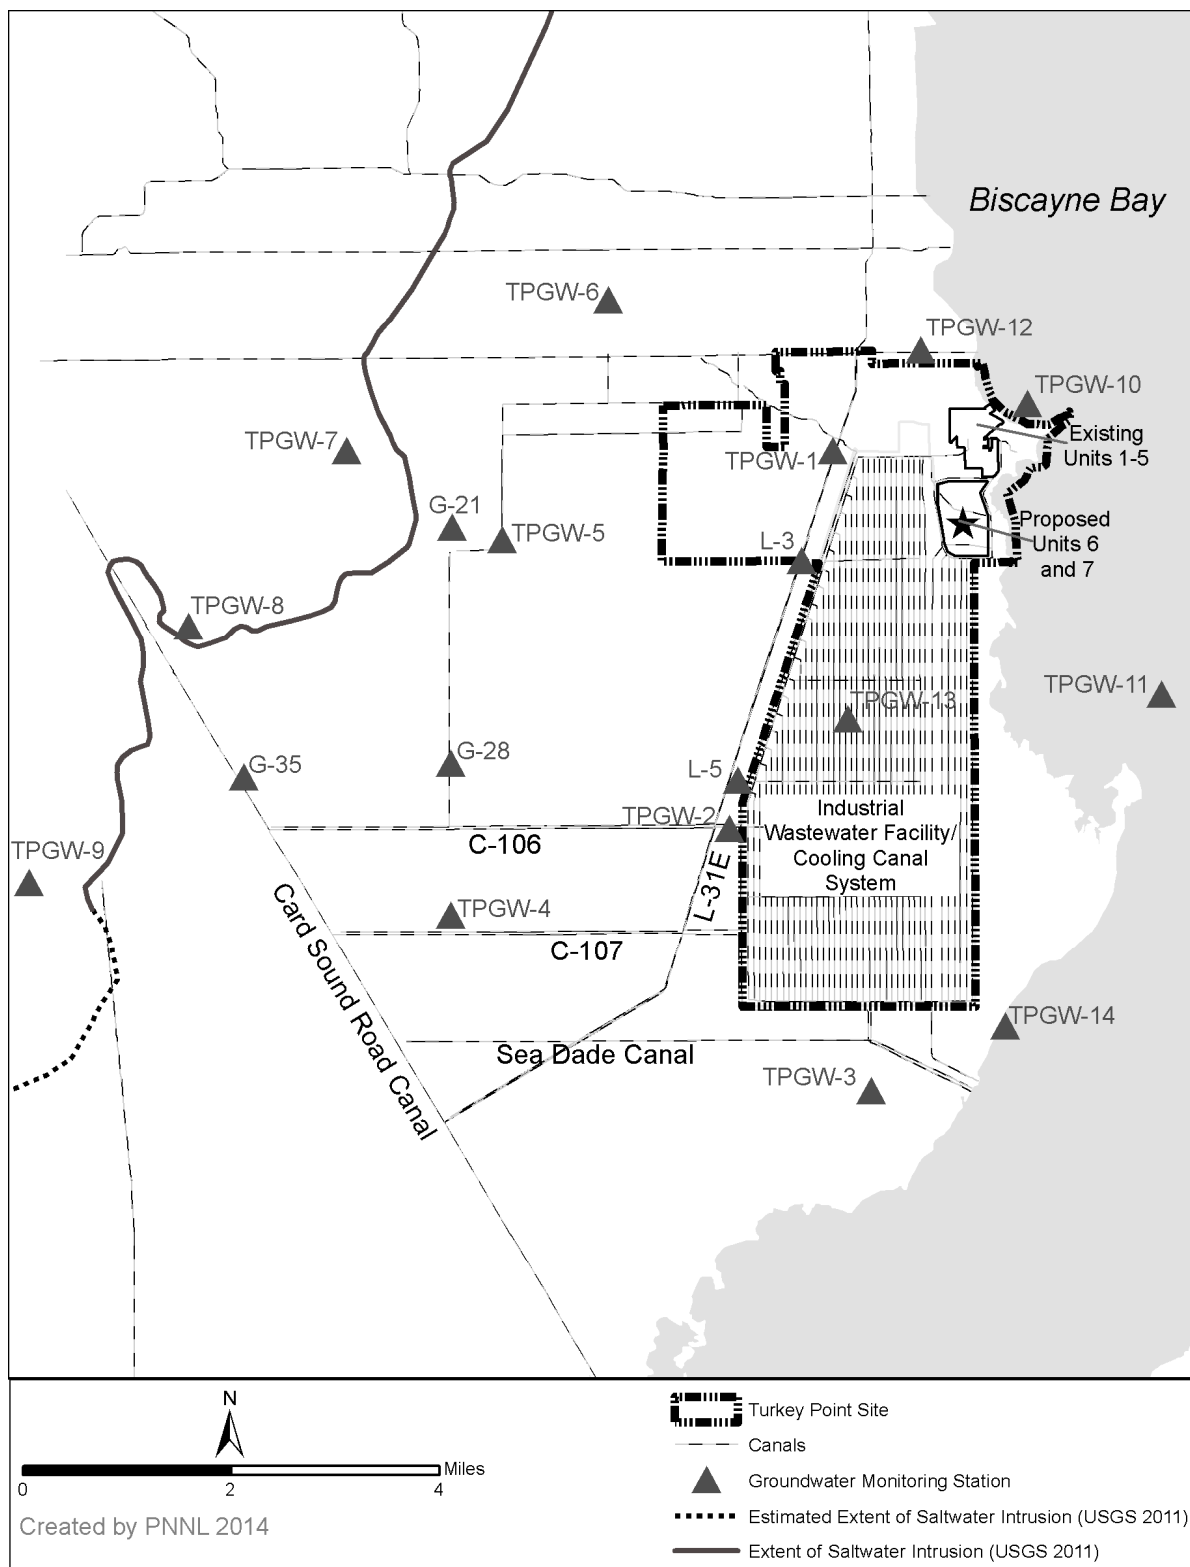 Biscayne Bay
TPGW-6
TPGW-12
TPGW-10
TPGW-7
TPGW-1
Existing
Units 1-5
G-21
TPGW-5
L-3
Proposed
Units 6
and 7
TPGW-8
TPGW-11
TPGW-13
G-35
G-28
L-5
TPGW-2
Industrial
Wastewater Facility/
Cooling Canal
System
C-106
TPGW-9
L-31E
TPGW-4
C-107
Card Sound Road Canal
TPGW-14
Sea Dade Canal
TPGW-3
N
Miles
0 2 4
Created by PNNL 2014
Turkey Point Site
Canals
Groundwater Monitoring Station
Estimated Extent of Saltwater Intrusion (USGS 2011)
Extent of Saltwater Intrusion (USGS 2011)